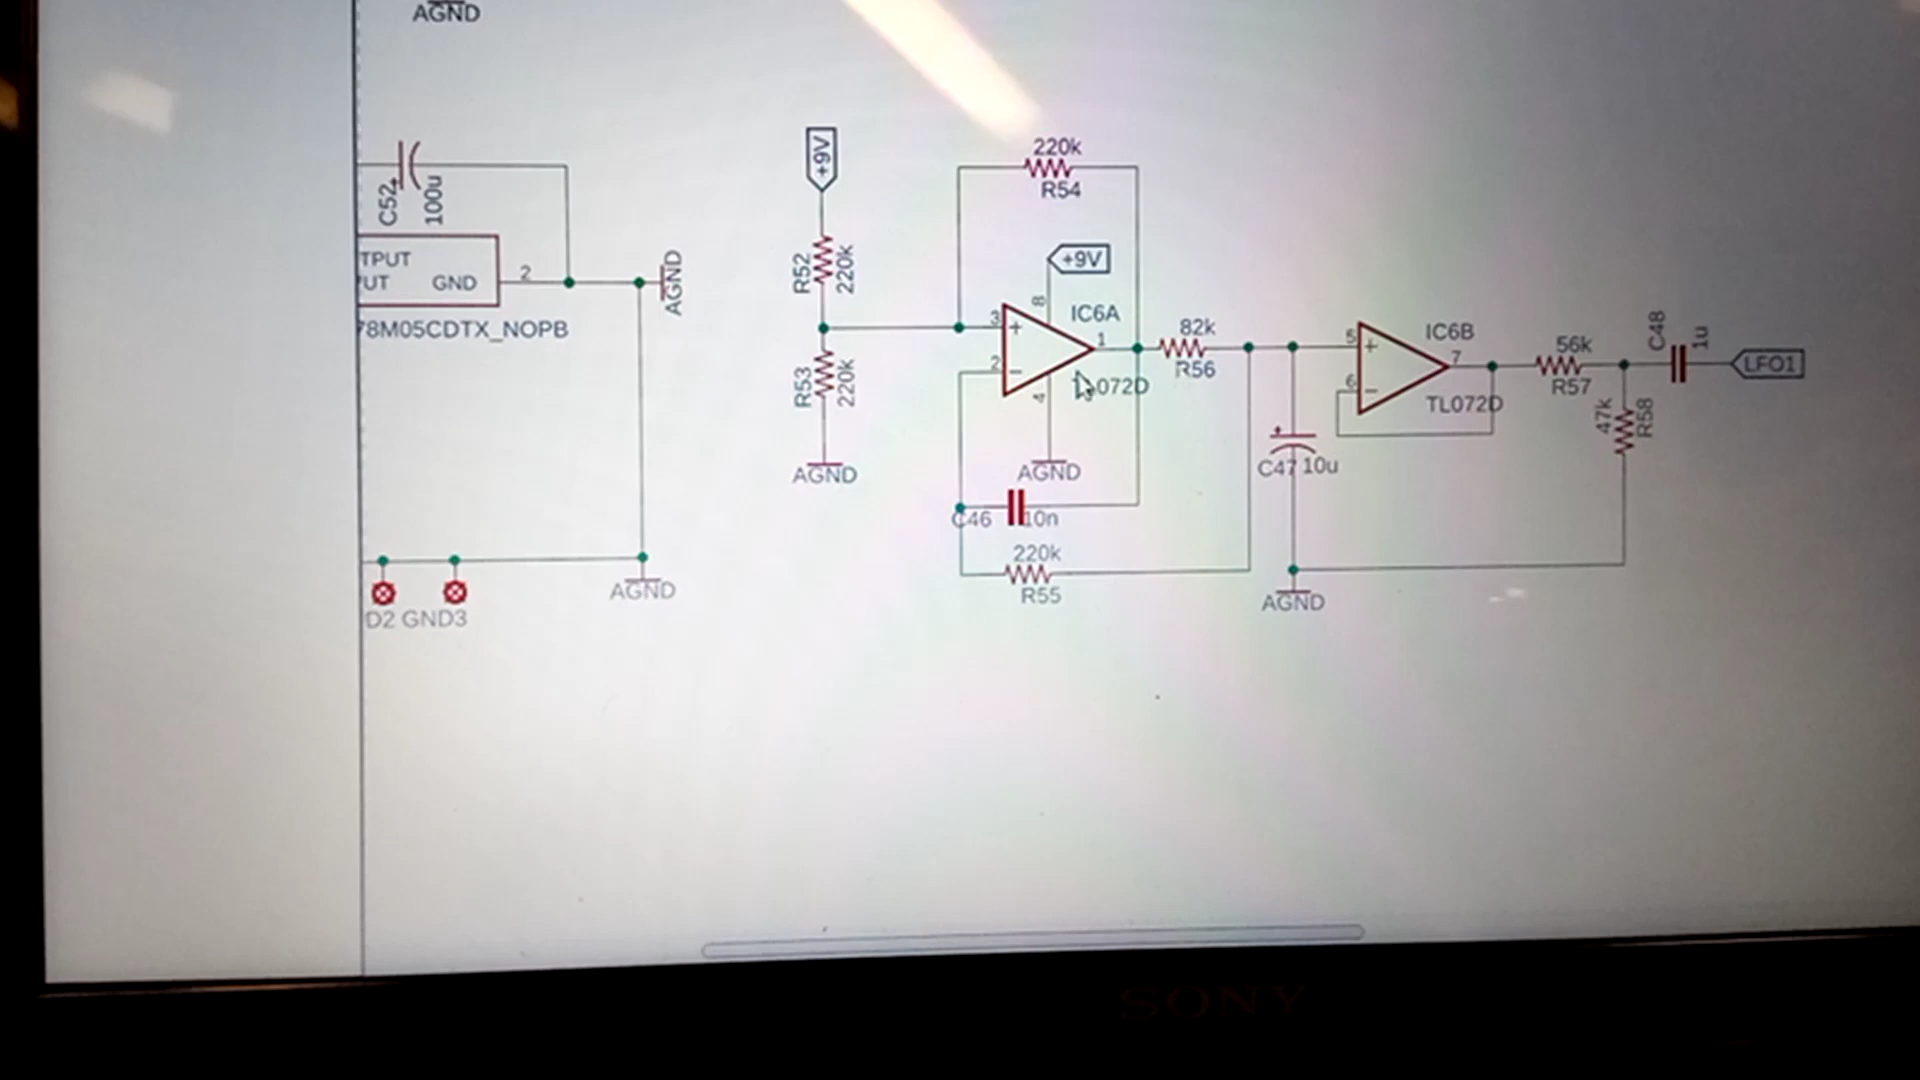 AGND
C52
100u
TPUT
UT
GND
2
AGND
78M05CDTX_NOPB
D2 GND3
AGND
+9V
R52
220k
R53
220k
AGND
220k
R54
+9V
8
IC6A
3
+
1
2
-
4
AGND
C46
10n
220k
R55
82k
R56
5
+
IC6B
7
6
-
TL072D
C47 10u
AGND
56k
R57
47k
R58
C48
1u
LFO1
SONY